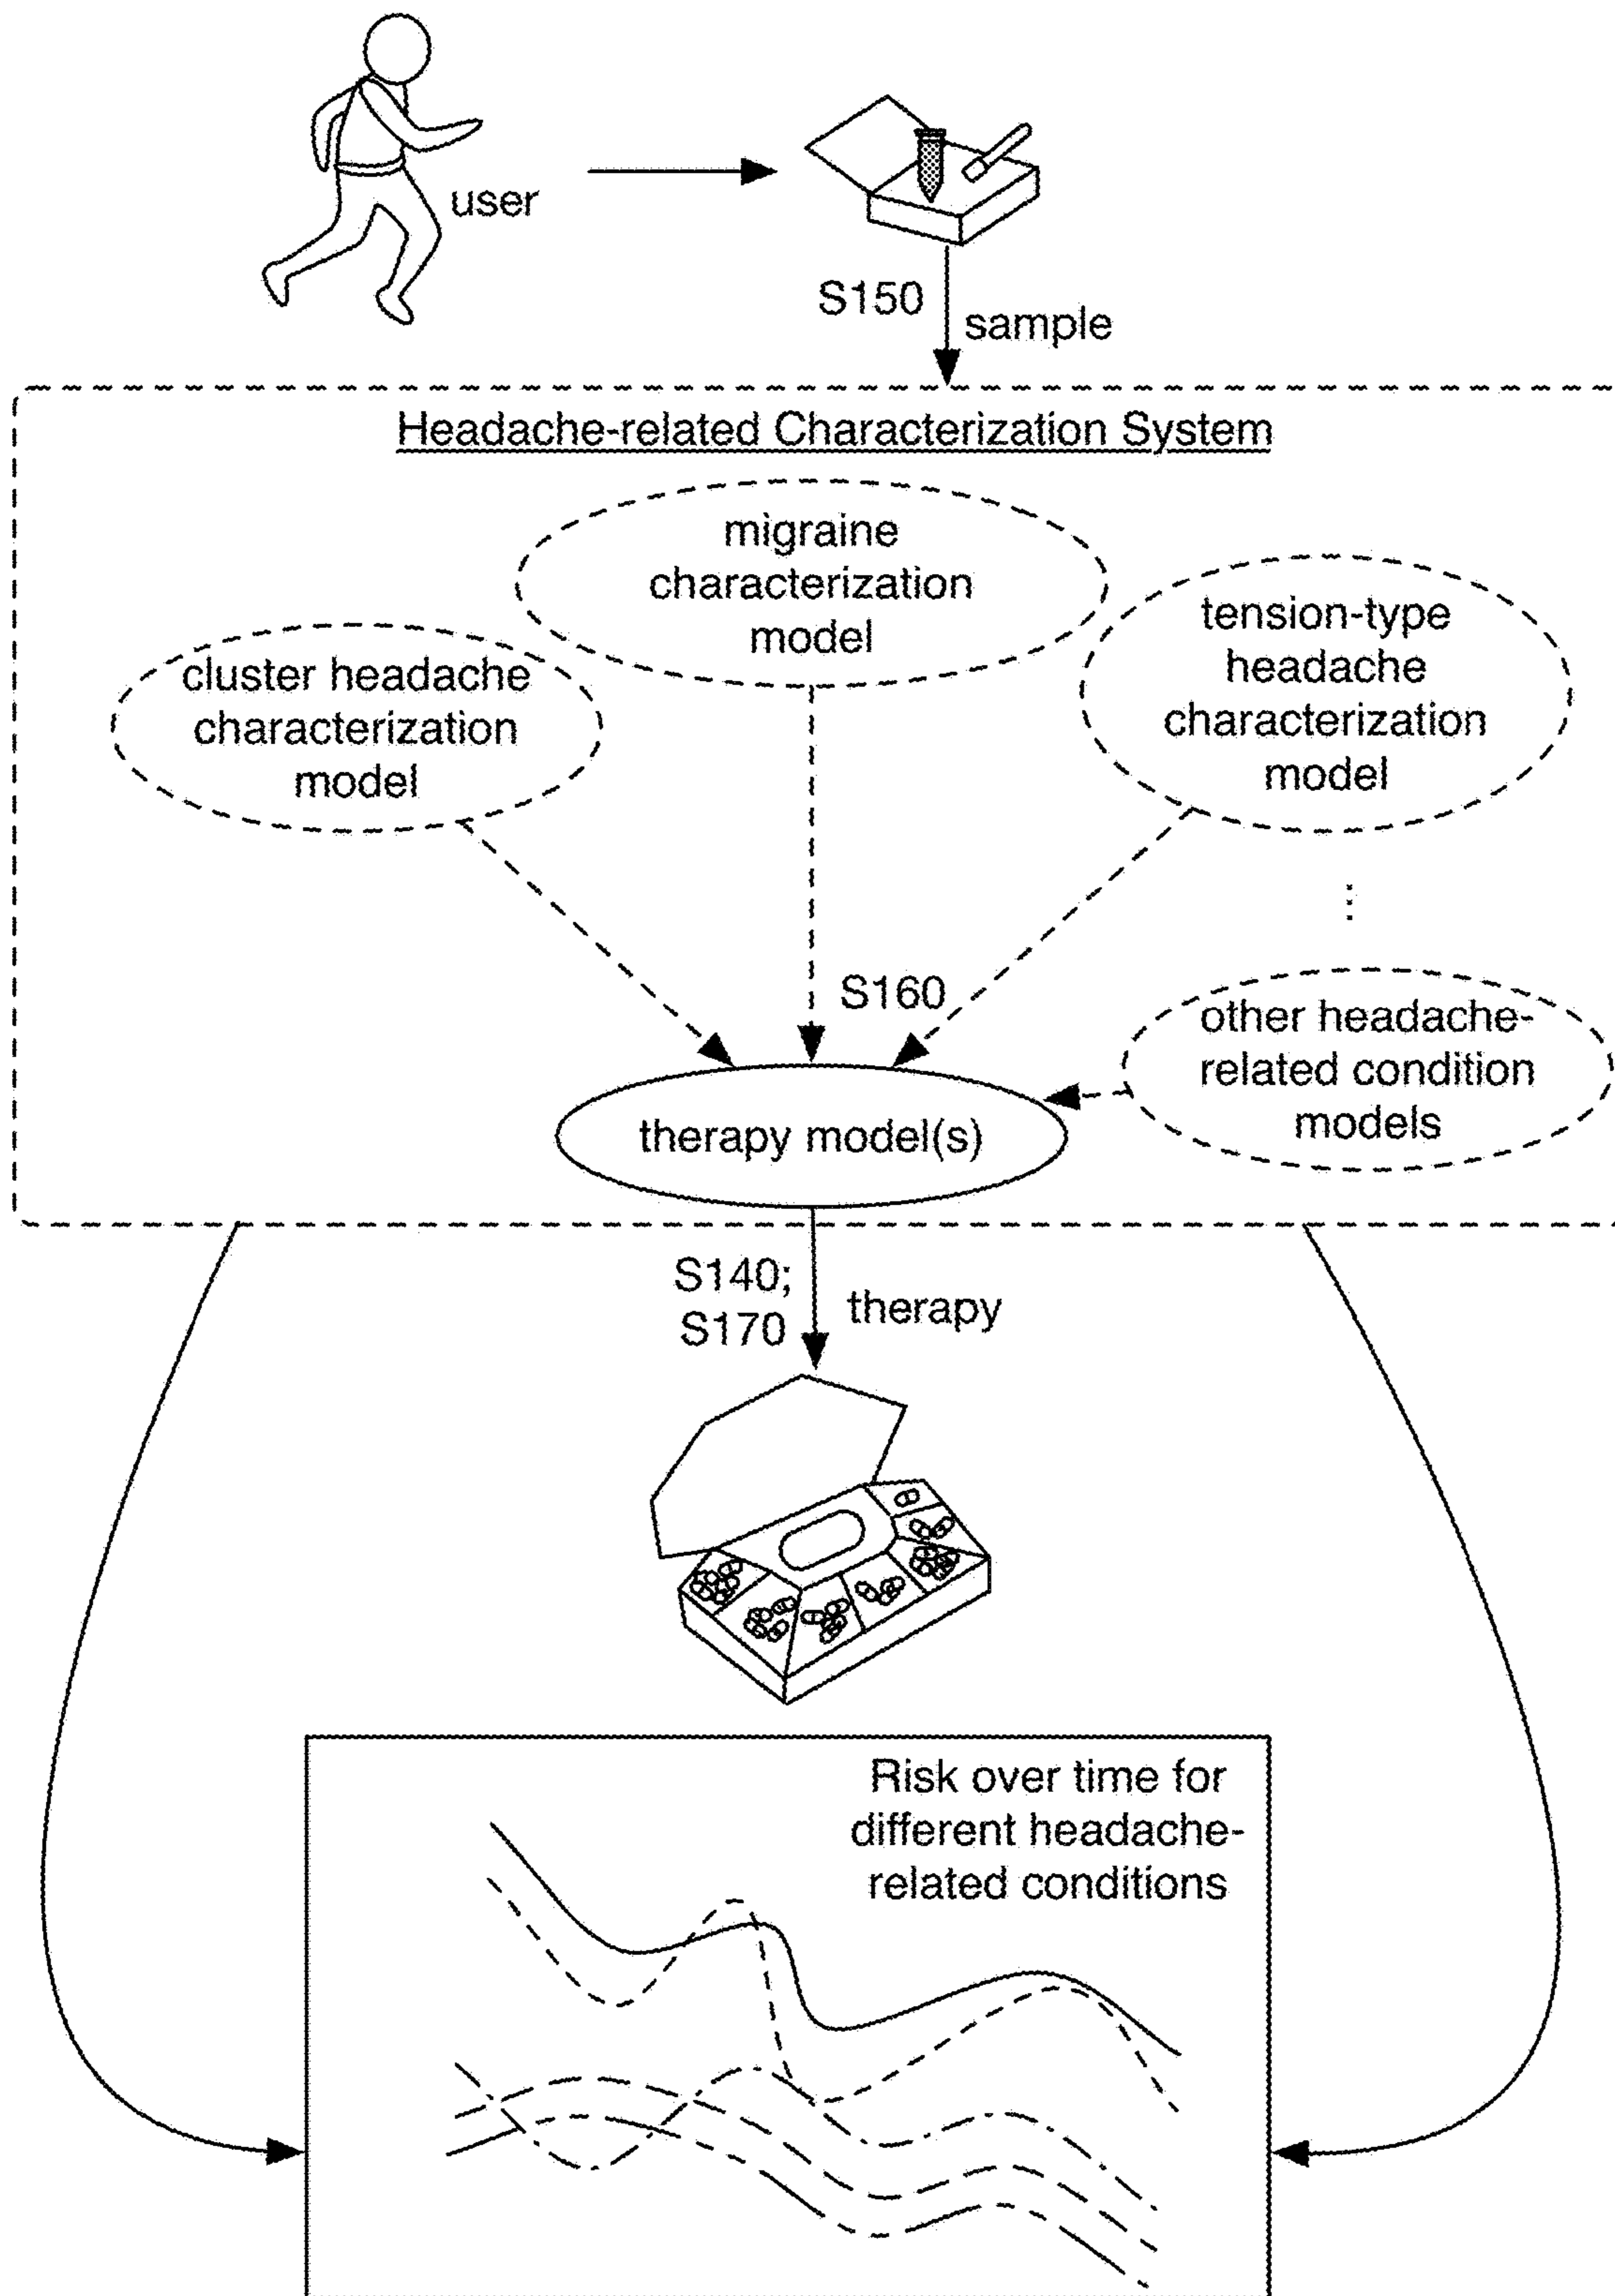 user
S150
sample
Headache-related Characterization System
migraine
characterization
model
tension-type
headache
characterization
model
cluster headache
characterization
model
⋮
S160
other headache-
related condition
models
therapy model(s)
S140;
S170
therapy
Risk over time for
different headache-
related conditions